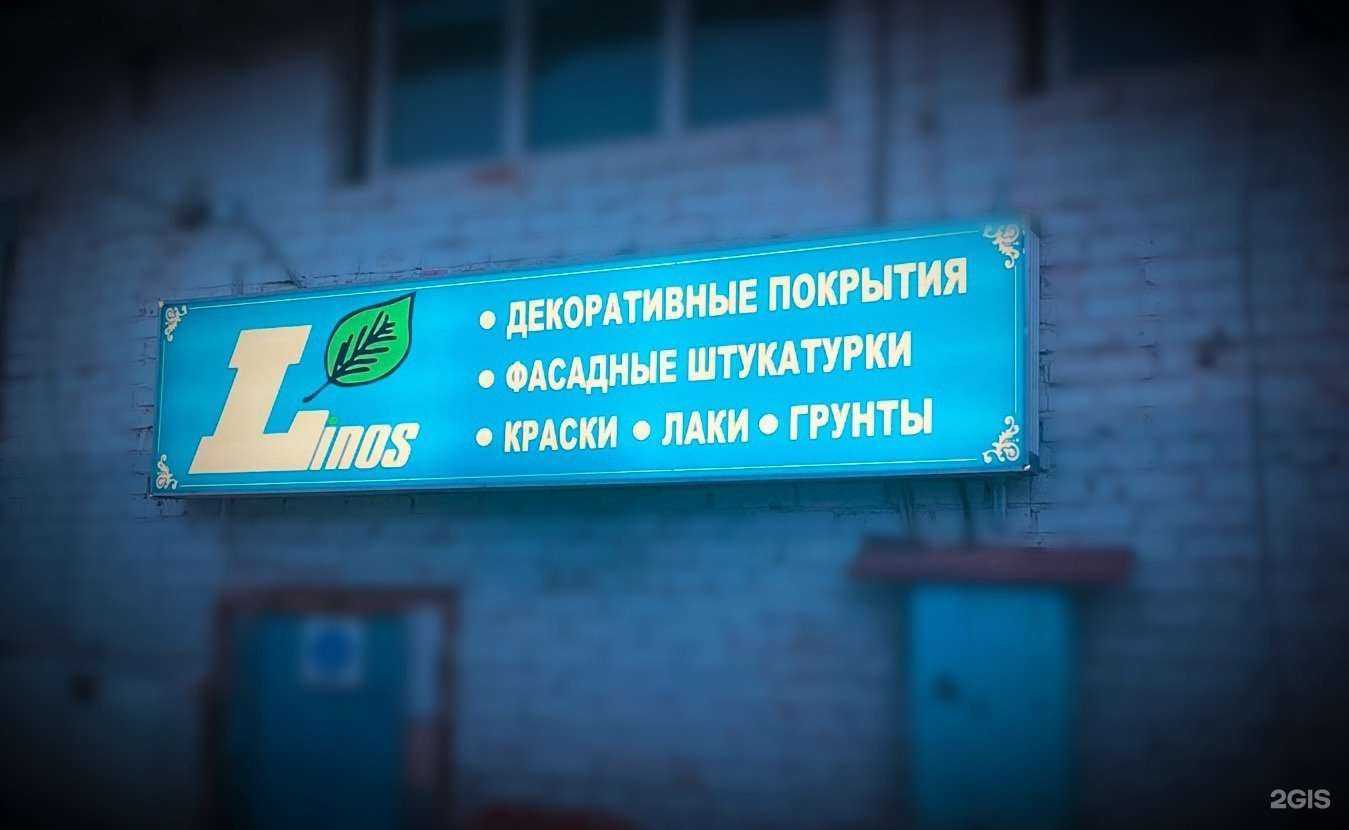 Linos
• ДЕКОРАТИВНЫЕ ПОКРЫТИЯ
• ФАСАДНЫЕ ШТУКАТУРКИ
• КРАСКИ • ЛАКИ • ГРУНТЫ
2GIS